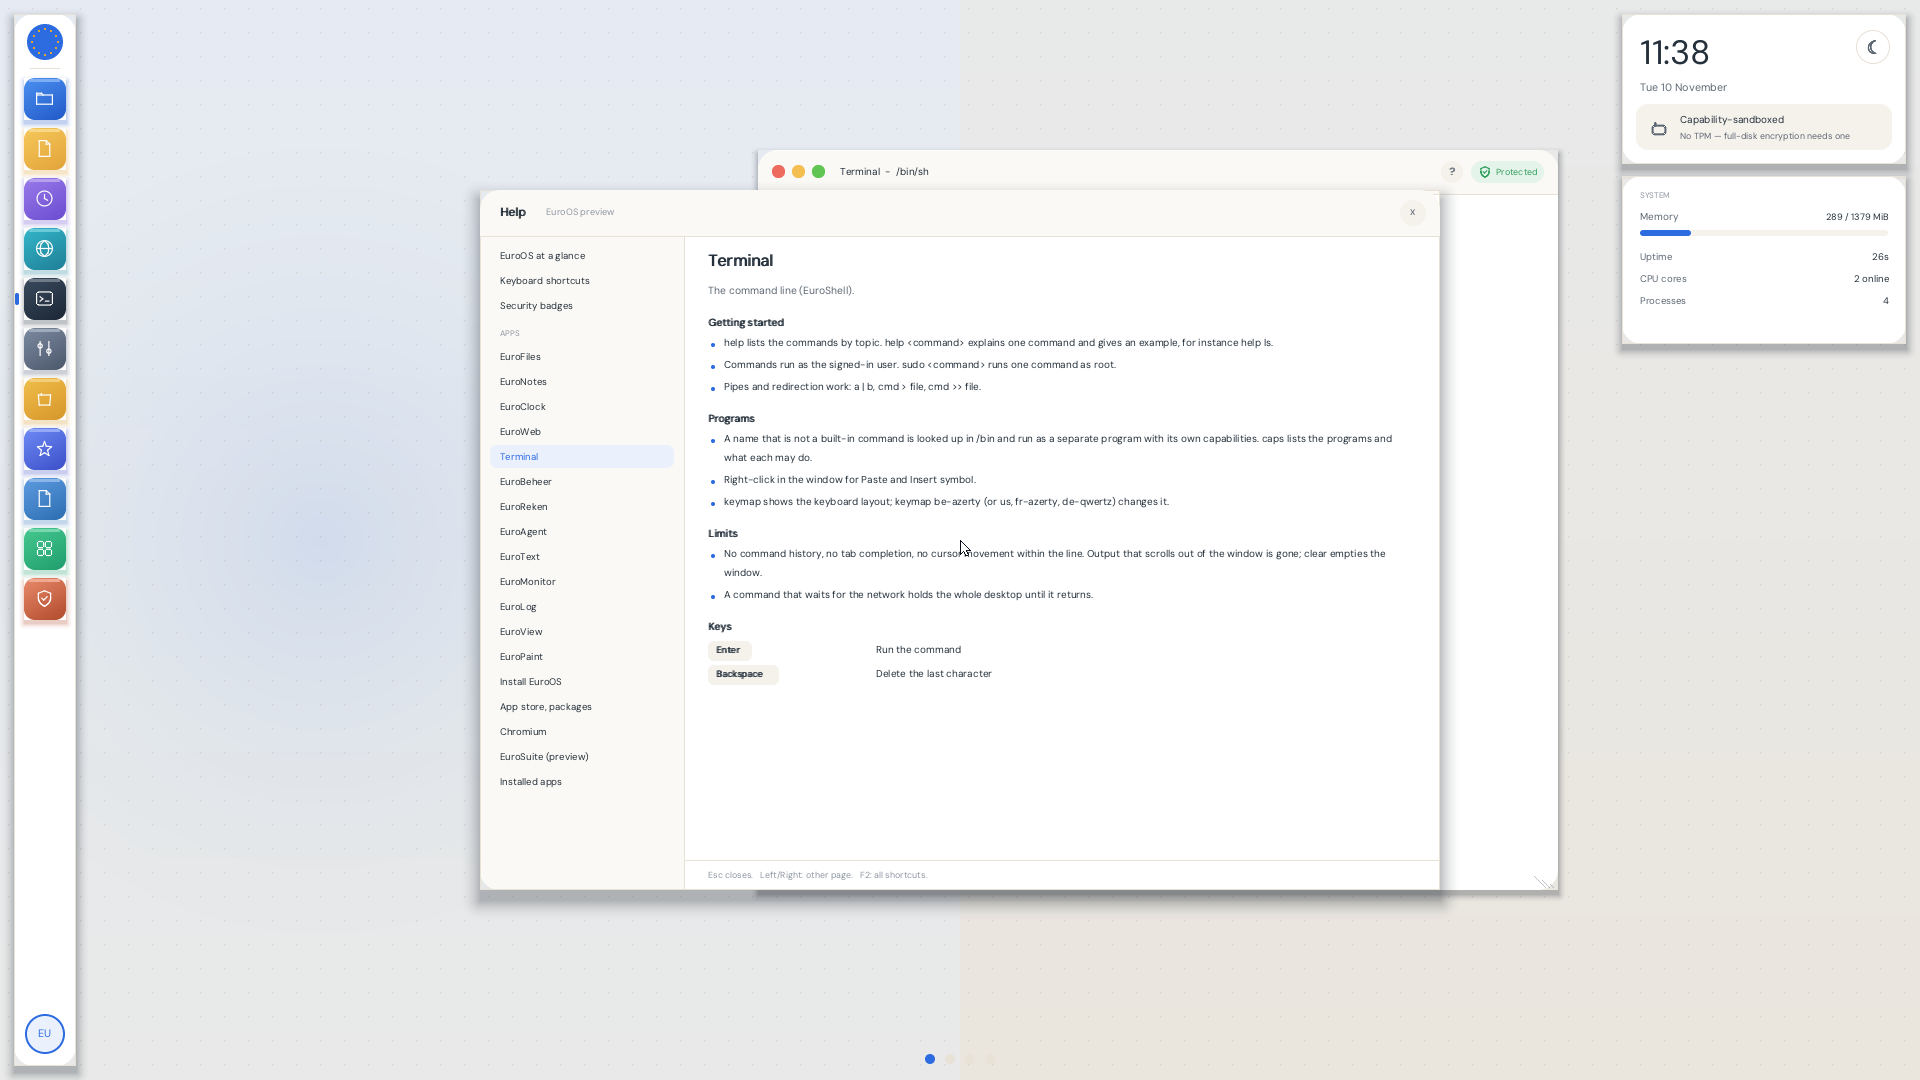 Terminal - /bin/sh
?
Protected
Help
EuroOS preview
x
EuroOS at a glance
Keyboard shortcuts
Security badges
APPS
EuroFiles
EuroNotes
EuroClock
EuroWeb
Terminal
EuroBeheer
EuroReken
EuroAgent
EuroText
EuroMonitor
EuroLog
EuroView
EuroPaint
Install EuroOS
App store, packages
Chromium
EuroSuite (preview)
Installed apps
Terminal
The command line (EuroShell).
Getting started
help lists the commands by topic. help <command> explains one command and gives an example, for instance help ls.
Commands run as the signed-in user. sudo <command> runs one command as root.
Pipes and redirection work: a | b, cmd > file, cmd >> file.
Programs
A name that is not a built-in command is looked up in /bin and run as a separate program with its own capabilities. caps lists the programs and
what each may do.
Right-click in the window for Paste and Insert symbol.
keymap shows the keyboard layout; keymap be-azerty (or us, fr-azerty, de-qwertz) changes it.
Limits
No command history, no tab completion, no cursor movement within the line. Output that scrolls out of the window is gone; clear empties the
window.
A command that waits for the network holds the whole desktop until it returns.
Keys
Enter Run the command
Backspace Delete the last character
Esc closes. Left/Right: other page. F2: all shortcuts.
11:38
Tue 10 November
Capability-sandboxed
No TPM — full-disk encryption needs one
SYSTEM
Memory 289 / 1379 MiB
Uptime 26s
CPU cores 2 online
Processes 4
EU